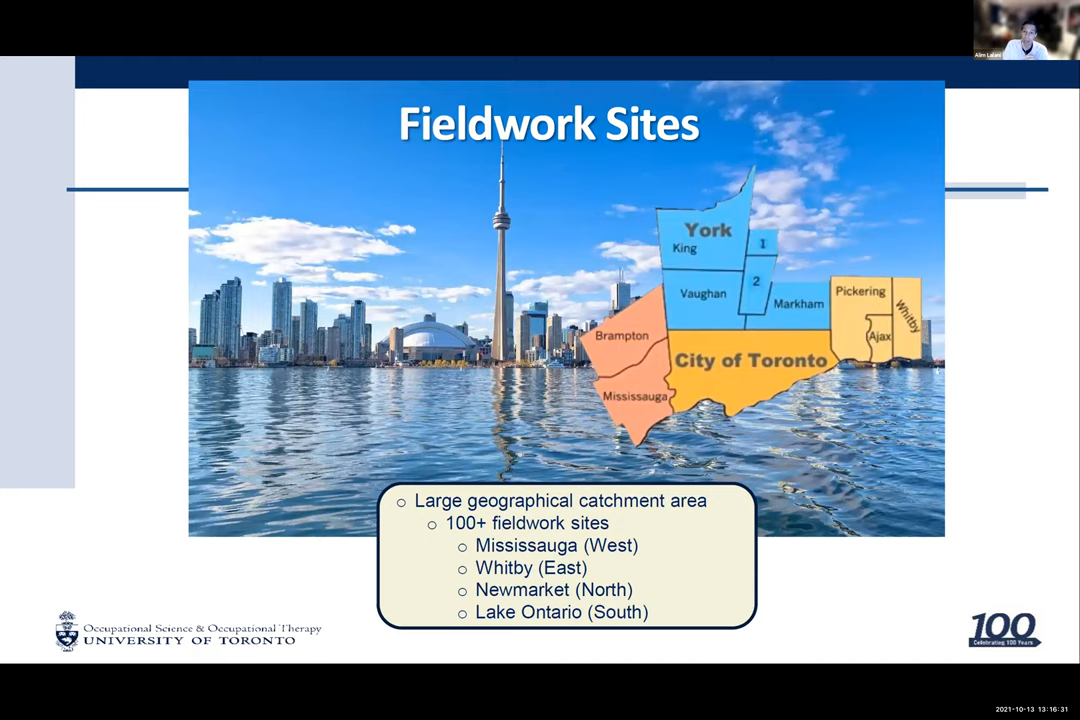 Alim Lalani
Fieldwork Sites
York
King
1
2
Vaughan
Markham
Pickering
Whitby
Ajax
Brampton
City of Toronto
Mississauga
Large geographical catchment area
100+ fieldwork sites
Mississauga (West)
Whitby (East)
Newmarket (North)
Lake Ontario (South)
Occupational Science & Occupational Therapy
UNIVERSITY OF TORONTO
100
Celebrating 100 Years
2021-10-13 13:16:31